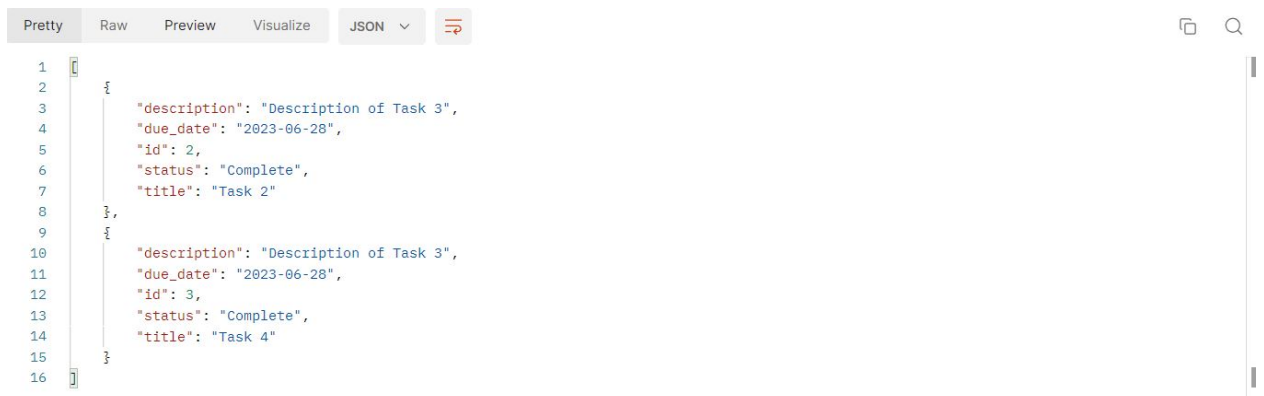 Pretty Raw Preview Visualize JSON
1 [
2 {
3 "description": "Description of Task 3",
4 "due_date": "2023-06-28",
5 "id": 2,
6 "status": "Complete",
7 "title": "Task 2"
8 },
9 {
10 "description": "Description of Task 3",
11 "due_date": "2023-06-28",
12 "id": 3,
13 "status": "Complete",
14 "title": "Task 4"
15 }
16 ]